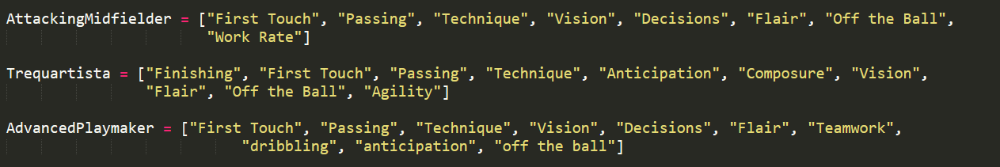 AttackingMidfielder = ["First Touch", "Passing", "Technique", "Vision", "Decisions", "Flair", "Off the Ball",
"Work Rate"]
Trequartista = ["Finishing", "First Touch", "Passing", "Technique", "Anticipation", "Composure", "Vision",
"Flair", "Off the Ball", "Agility"]
AdvancedPlaymaker = ["First Touch", "Passing", "Technique", "Vision", "Decisions", "Flair", "Teamwork",
"dribbling", "anticipation", "off the ball"]